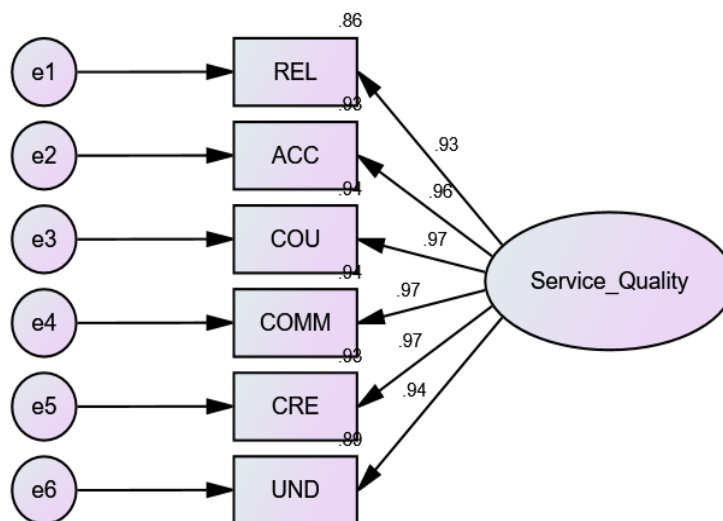 .86
e1
REL
.93
.93
e2
ACC
.96
.94
e3
COU
.97
Service_Quality
.94
e4
COMM
.97
.93
e5
CRE
.97
.89
e6
UND
.94